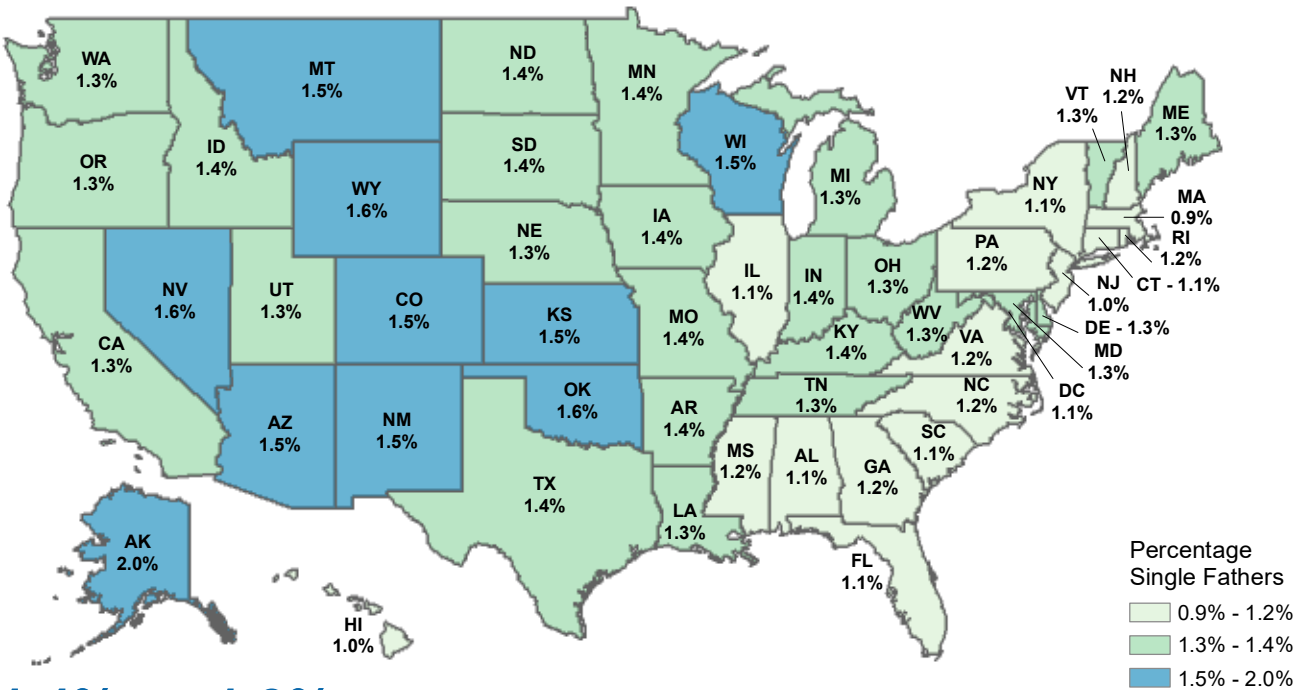 WA
1.3%
MT
1.5%
ND
1.4%
MN
1.4%
OR
1.3%
ID
1.4%
WY
1.6%
SD
1.4%
WI
1.5%
MI
1.3%
VT
1.3%
NH
1.2%
ME
1.3%
NY
1.1%
MA
0.9%
RI
1.2%
CT - 1.1%
NJ
1.0%
PA
1.2%
NE
1.3%
IA
1.4%
IL
1.1%
IN
1.4%
OH
1.3%
NV
1.6%
UT
1.3%
CO
1.5%
KS
1.5%
MO
1.4%
KY
1.4%
WV
1.3%
VA
1.2%
DE - 1.3%
MD
1.3%
DC
1.1%
CA
1.3%
AZ
1.5%
NM
1.5%
OK
1.6%
AR
1.4%
TN
1.3%
NC
1.2%
SC
1.1%
MS
1.2%
AL
1.1%
GA
1.2%
TX
1.4%
LA
1.3%
FL
1.1%
AK
2.0%
HI
1.0%
Percentage
Single Fathers
0.9% - 1.2%
1.3% - 1.4%
1.5% - 2.0%